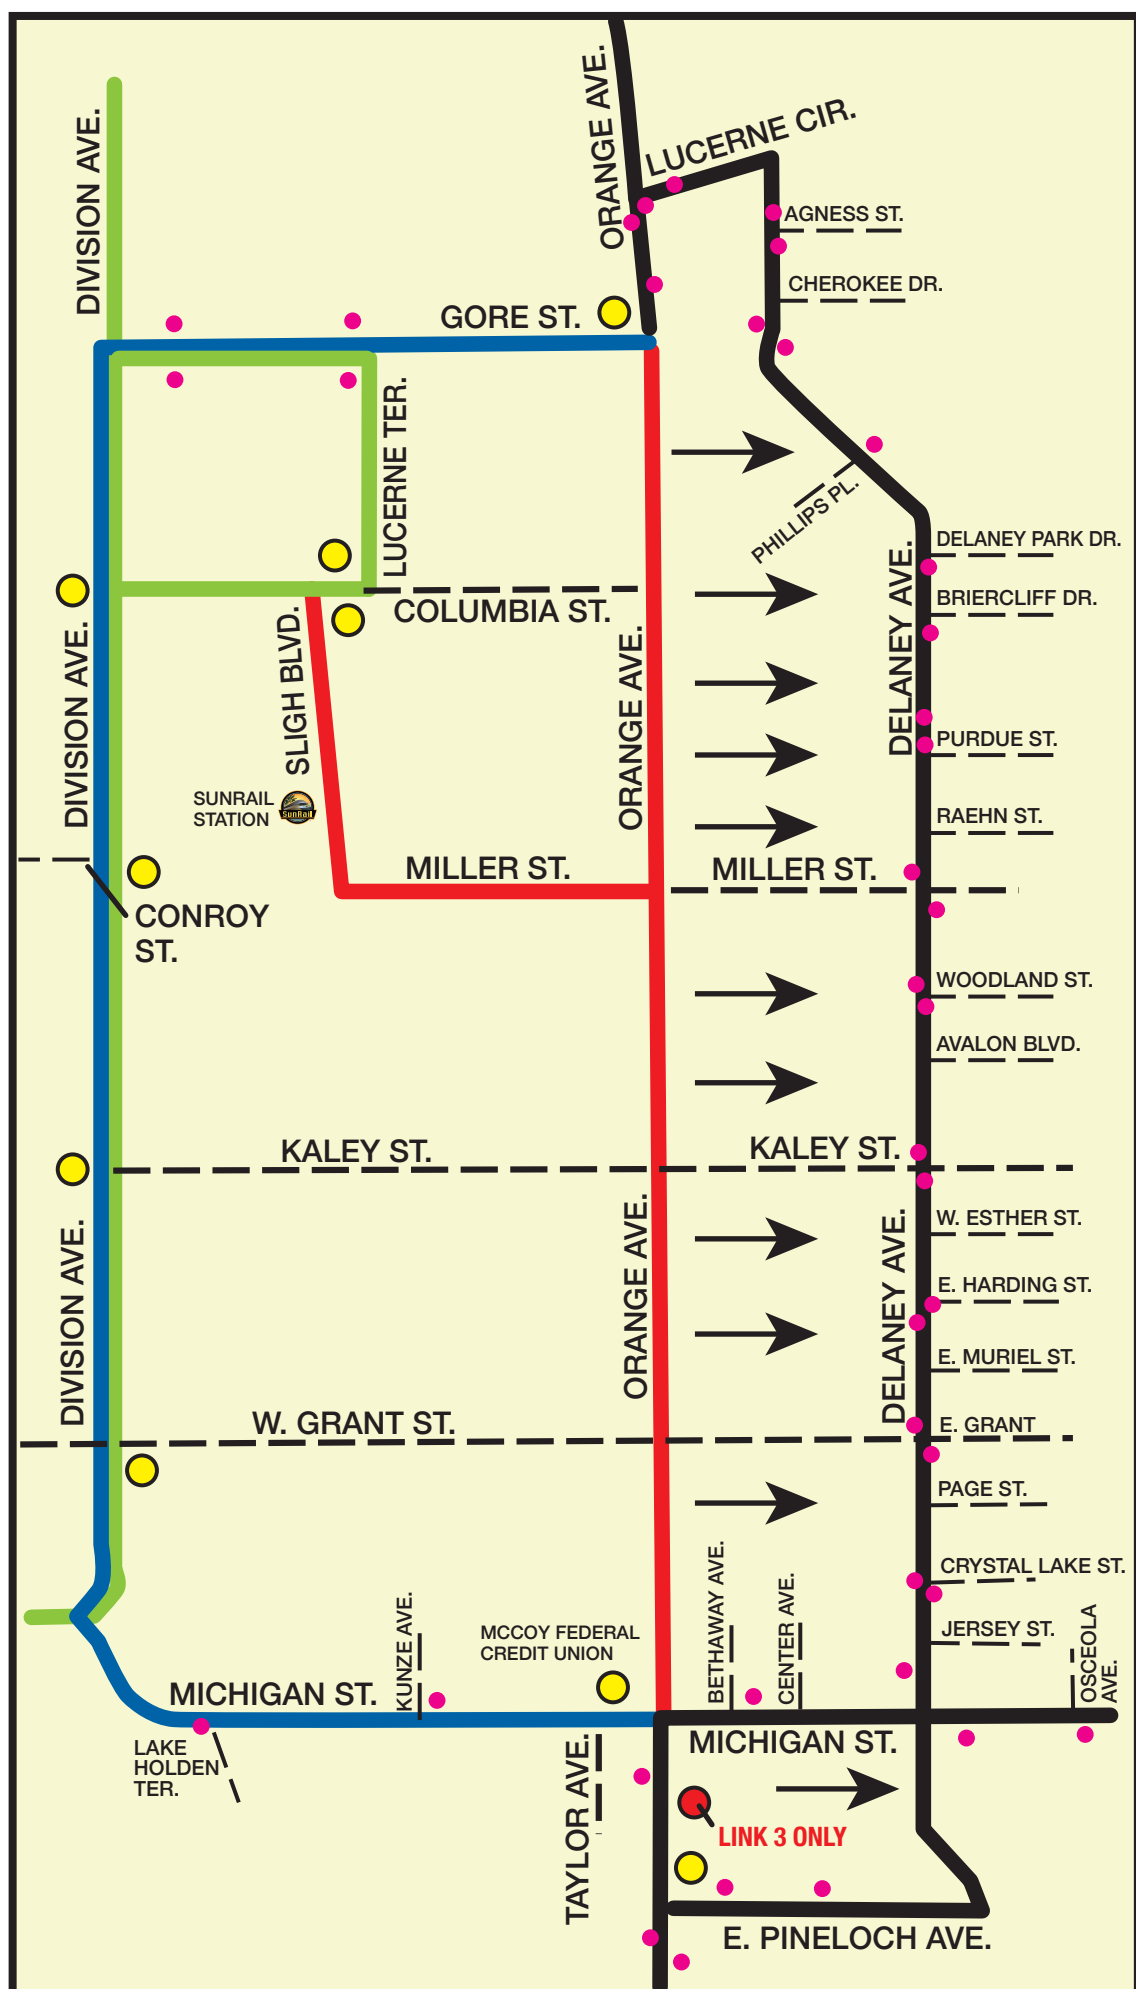 ORANGE AVE.
LUCERNE CIR.
DIVISION AVE.
AGNESS ST.
CHEROKEE DR.
GORE ST.
LUCERNE TER.
PHILLIPS PL.
DELANEY PARK DR.
DELANEY AVE.
BRIERCLIFF DR.
COLUMBIA ST.
SLIGH BLVD.
DIVISION AVE.
ORANGE AVE.
PURDUE ST.
SUNRAIL
STATION
SunRail
RAEHN ST.
MILLER ST.
MILLER ST.
CONROY
ST.
WOODLAND ST.
AVALON BLVD.
KALEY ST.
KALEY ST.
W. ESTHER ST.
DIVISION AVE.
ORANGE AVE.
DELANEY AVE.
E. HARDING ST.
E. MURIEL ST.
W. GRANT ST.
E. GRANT
PAGE ST.
CRYSTAL LAKE ST.
BETHAWAY AVE.
CENTER AVE.
JERSEY ST.
OSCEOLA
AVE.
KUNZE AVE.
MCCOY FEDERAL
CREDIT UNION
MICHIGAN ST.
MICHIGAN ST.
LAKE
HOLDEN
TER.
TAYLOR AVE.
LINK 3 ONLY
E. PINELOCH AVE.